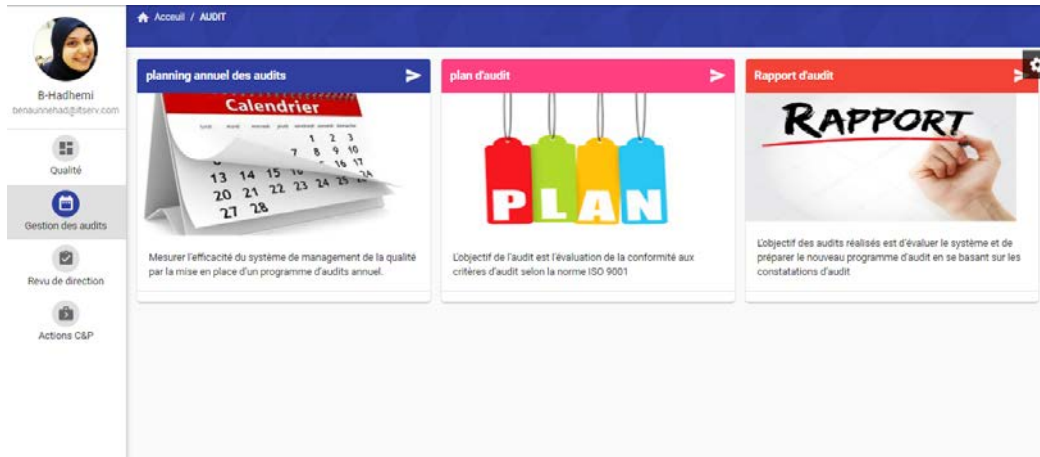 Acceuil / AUDIT
B-Hadhemi
benaunnehad@itserv.com
Qualité
Gestion des audits
Revu de direction
Actions C&P
planning annuel des audits
Calendrier
1 2 3
7 8 9 10
16 17
13 14 15
20 21 22 23 24 25
27 28
Mesurer l'efficacité du système de management de la qualité
par la mise en place d'un programme d'audits annuel.
plan d'audit
PLAN
L'objectif de l'audit est l'évaluation de la conformité aux
critères d'audit selon la norme ISO 9001
Rapport d'audit
RAPPORT
L'objectif des audits réalisés est d'évaluer le système et de
préparer le nouveau programme d'audit en se basant sur les
constatations d'audit